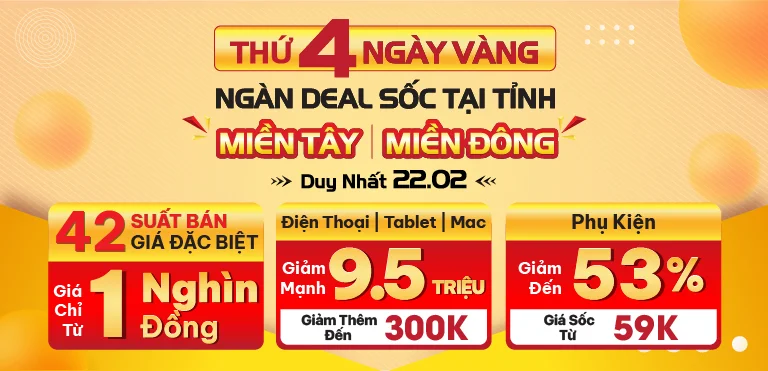 THỨ 4 NGÀY VÀNG
NGÀN DEAL SỐC TẠI TỈNH
MIỀN TÂY | MIỀN ĐÔNG
Duy Nhất 22.02
42 SUẤT BÁN
GIÁ ĐẶC BIỆT
Giá
Chỉ
Từ
1 Nghìn
Đồng
Điện Thoại | Tablet | Mac
Giảm
Mạnh
9.5 TRIỆU
Giảm Thêm
Đến
300K
Phụ Kiện
Giảm
Đến
53%
Giá Sốc
Từ
59K